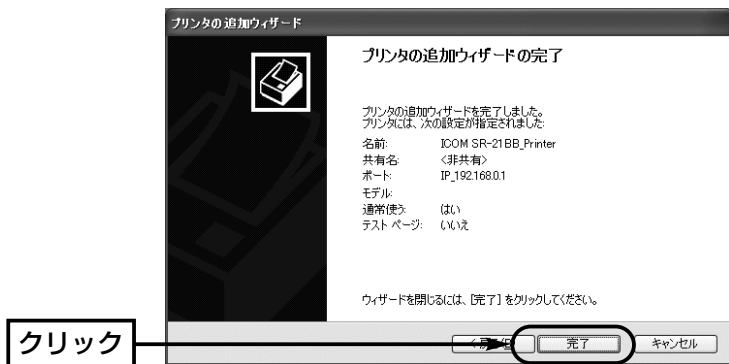 プリンタの追加ウィザード
プリンタの追加ウィザードの完了
プリンタの追加ウィザードを完了しました。
プリンタには、次の設定が指定されました:
名前: ICOM SR-21BB_Printer
共有名: <非共有>
ポート: IP_192.168.0.1
モデル:
通常使う: はい
テスト ページ: いいえ
ウィザードを閉じるには、[完了] をクリックしてください。
クリック
完了 キャンセル